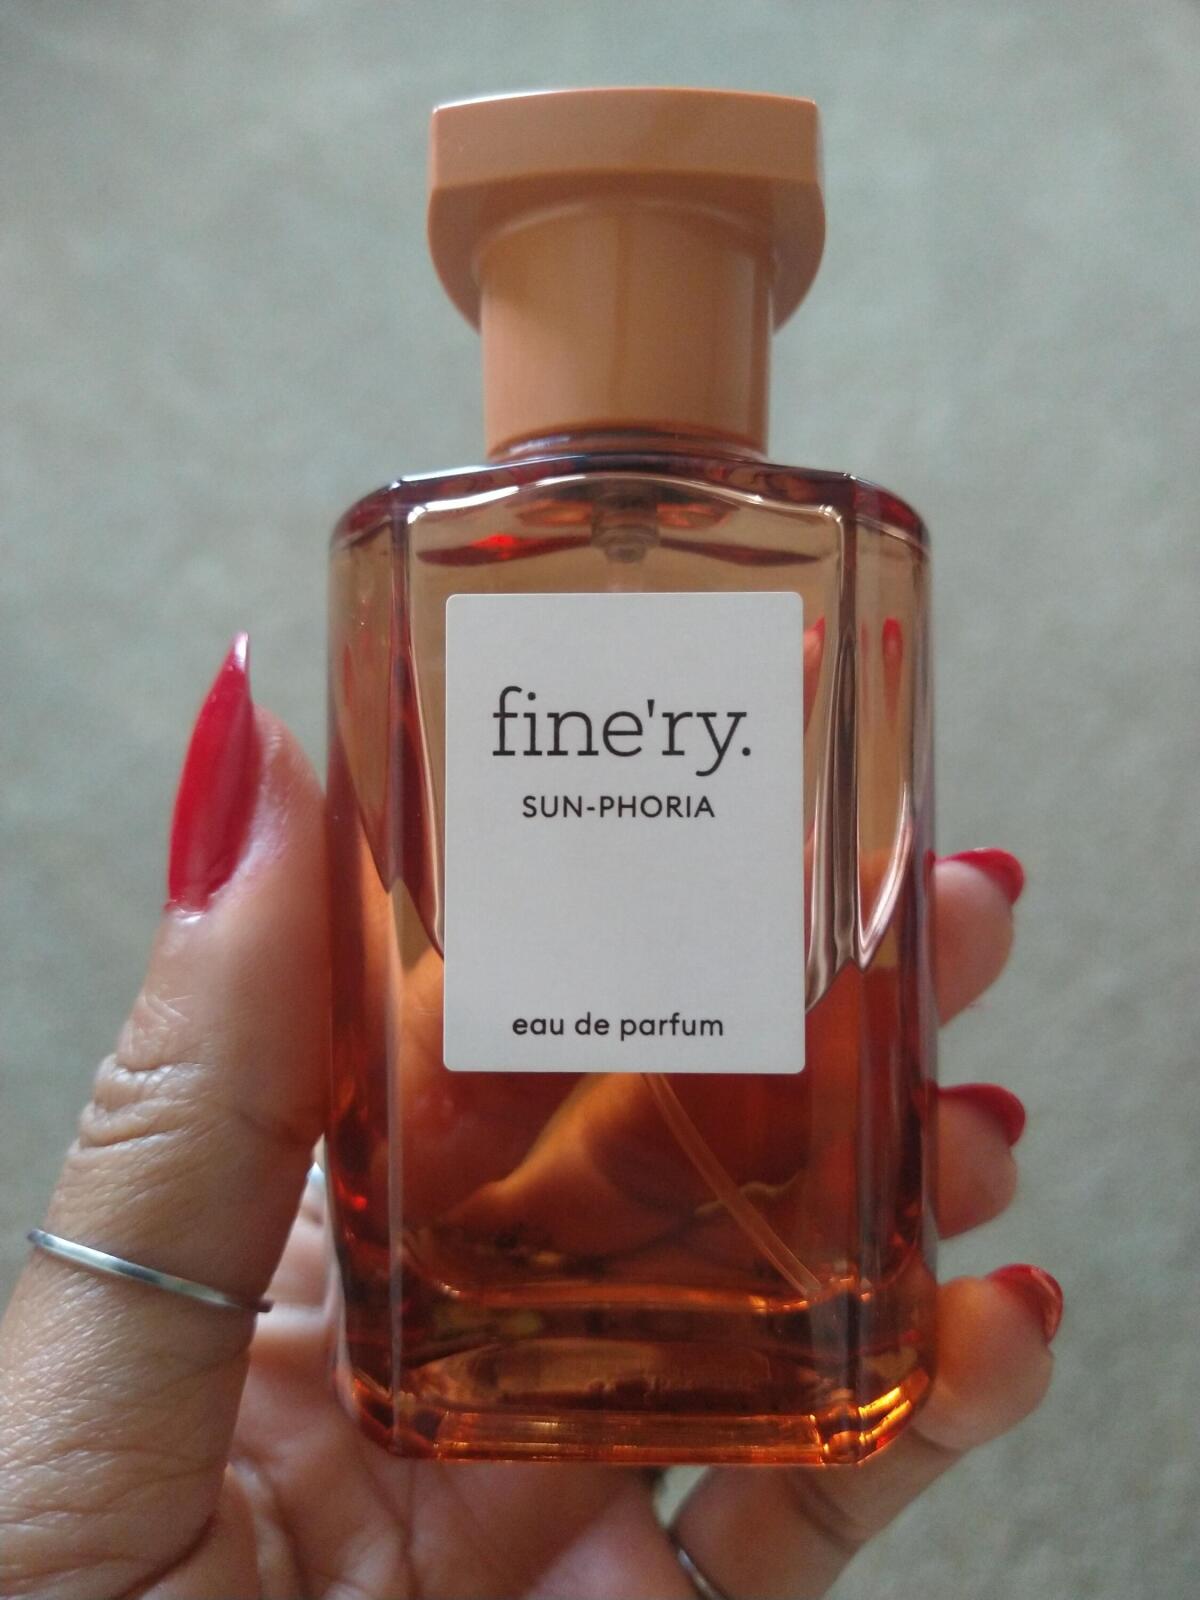 fine'ry.
SUN-PHORIA
eau de parfum